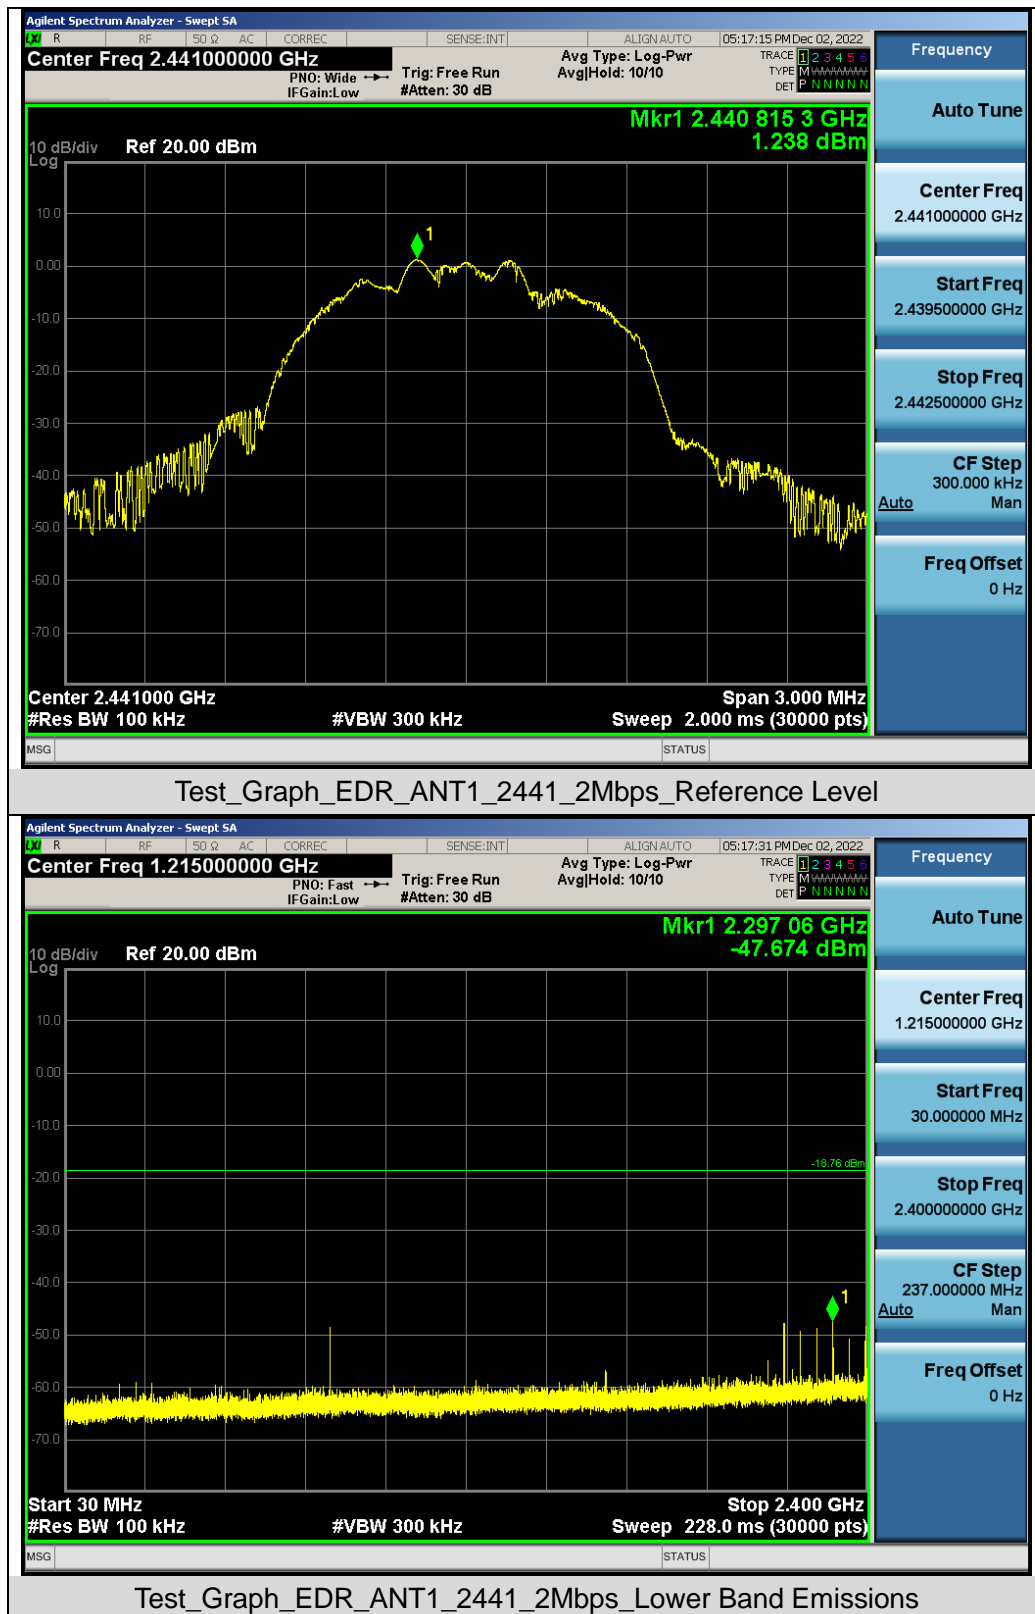 Agilent Spectrum Analyzer - Swept SA
LXI R RF 50 Ω AC CORREC SENSE:INT ALIGN AUTO 05:17:15 PM Dec 02, 2022
Center Freq 2.441000000 GHz
PNO: Wide
IFGain:Low
Trig: Free Run
#Atten: 30 dB
Avg Type: Log-Pwr
Avg|Hold: 10/10
TRACE 1 2 3 4 5 6
TYPE M
DET P N N N N N
Mkr1 2.440 815 3 GHz
1.238 dBm
10 dB/div Ref 20.00 dBm
Log
10.0
0.00
-10.0
-20.0
-30.0
-40.0
-50.0
-60.0
-70.0
1
Center 2.441000 GHz Span 3.000 MHz
#Res BW 100 kHz #VBW 300 kHz Sweep 2.000 ms (30000 pts)
MSG STATUS
Frequency
Auto Tune
Center Freq
2.441000000 GHz
Start Freq
2.439500000 GHz
Stop Freq
2.442500000 GHz
CF Step
300.000 kHz
Auto Man
Freq Offset
0 Hz
Test_Graph_EDR_ANT1_2441_2Mbps_Reference Level
Agilent Spectrum Analyzer - Swept SA
LXI R RF 50 Ω AC CORREC SENSE:INT ALIGN AUTO 05:17:31 PM Dec 02, 2022
Center Freq 1.215000000 GHz
PNO: Fast
IFGain:Low
Trig: Free Run
#Atten: 30 dB
Avg Type: Log-Pwr
Avg|Hold: 10/10
TRACE 1 2 3 4 5 6
TYPE M
DET P N N N N N
Mkr1 2.297 06 GHz
-47.674 dBm
10 dB/div Ref 20.00 dBm
Log
10.0
0.00
-10.0
-20.0
-30.0
-40.0
-50.0
-60.0
-70.0
-18.76 dBm
1
Start 30 MHz Stop 2.400 GHz
#Res BW 100 kHz #VBW 300 kHz Sweep 228.0 ms (30000 pts)
MSG STATUS
Frequency
Auto Tune
Center Freq
1.215000000 GHz
Start Freq
30.000000 MHz
Stop Freq
2.400000000 GHz
CF Step
237.000000 MHz
Auto Man
Freq Offset
0 Hz
Test_Graph_EDR_ANT1_2441_2Mbps_Lower Band Emissions